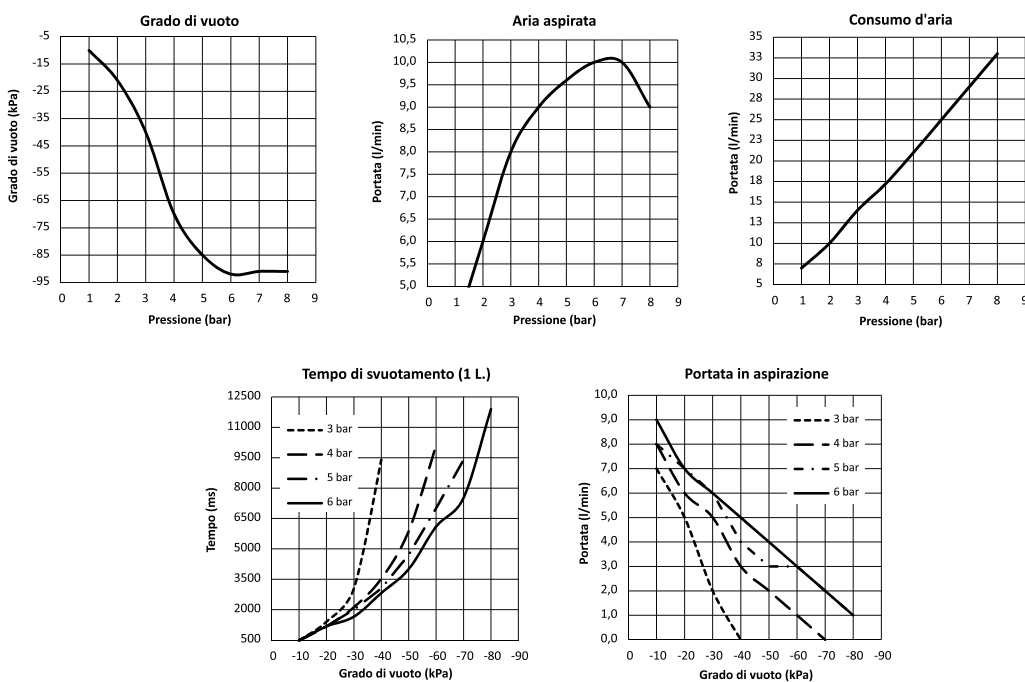 Grado di vuoto
-5
-15
-25
-35
-45
-55
-65
-75
-85
-95
Grado di vuoto (kPa)
0 1 2 3 4 5 6 7 8 9
Pressione (bar)
Aria aspirata
10,5
10,0
9,5
9,0
8,5
8,0
7,5
7,0
6,5
6,0
5,5
5,0
Portata (l/min)
0 1 2 3 4 5 6 7 8 9
Pressione (bar)
Consumo d'aria
35
33
30
28
25
23
20
18
15
13
10
8
5
Portata (l/min)
0 1 2 3 4 5 6 7 8 9
Pressione (bar)
Tempo di svuotamento (1 L.)
12500
11000
9500
8000
6500
5000
3500
2000
500
Tempo (ms)
3 bar
4 bar
5 bar
6 bar
0 -10 -20 -30 -40 -50 -60 -70 -80 -90
Grado di vuoto (kPa)
Portata in aspirazione
10,0
9,0
8,0
7,0
6,0
5,0
4,0
3,0
2,0
1,0
0,0
Portata (l/min)
3 bar
4 bar
5 bar
6 bar
0 -10 -20 -30 -40 -50 -60 -70 -80 -90
Grado di vuoto (kPa)